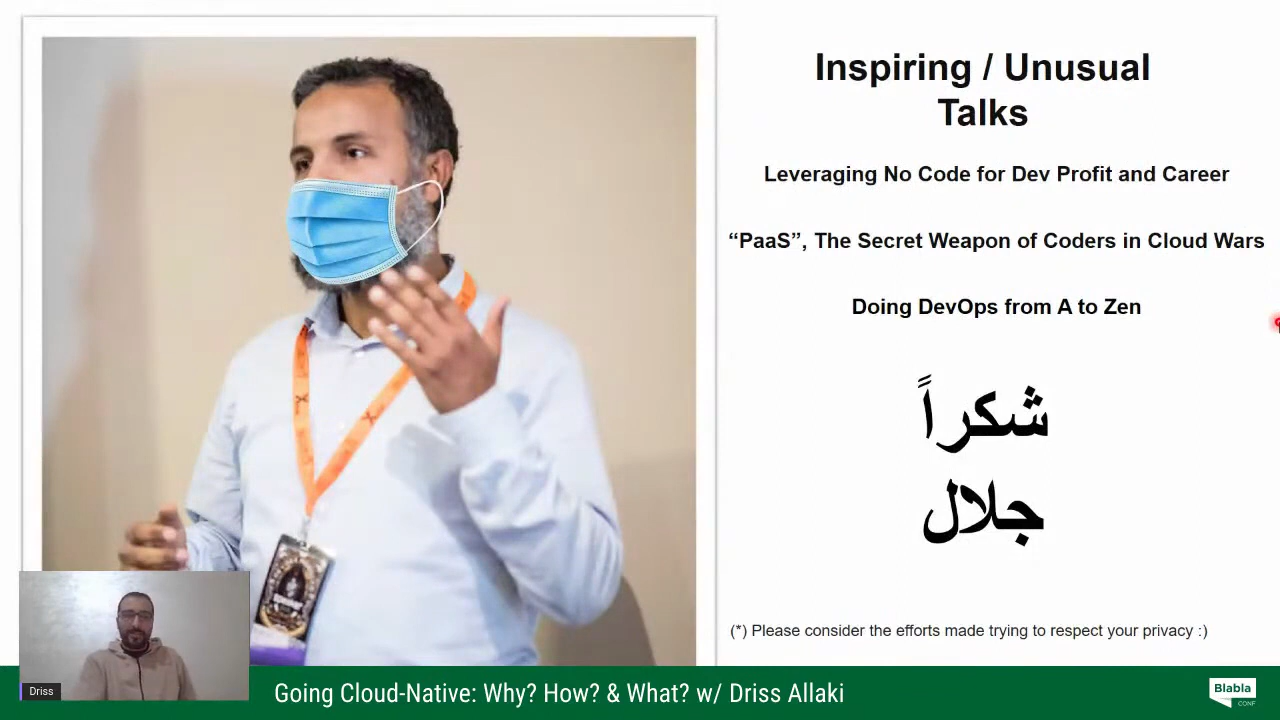 Inspiring / Unusual
Talks
Leveraging No Code for Dev Profit and Career
“PaaS”, The Secret Weapon of Coders in Cloud Wars
Doing DevOps from A to Zen
شكراً
جلال
(*) Please consider the efforts made trying to respect your privacy :)
Driss
Going Cloud-Native: Why? How? & What? w/ Driss Allaki
Blabla
CONF